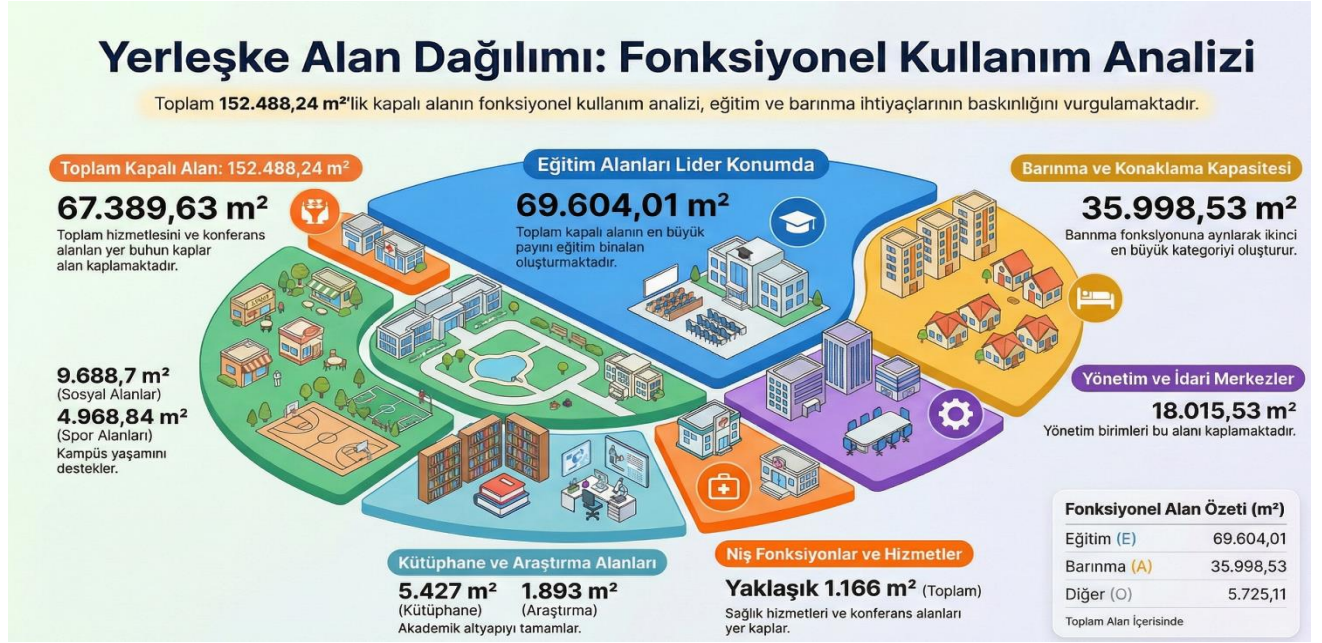 Yerleşke Alan Dağılımı: Fonksiyonel Kullanım Analizi
Toplam 152.488,24 m²'lik kapalı alanın fonksiyonel kullanım analizi, eğitim ve barınma ihtiyaçlarının baskınlığını vurgulamaktadır.
Toplam Kapalı Alan: 152.488,24 m²
67.389,63 m²
Toplam hizmetlesini ve konferans
alanlan yer buhun kaplar
alan kaplamaktadır.
Eğitim Alanları Lider Konumda
69.604,01 m²
Toplam kapalı alanın en büyük
payını eğitim binalan
oluşturmaktadır.
Barınma ve Konaklama Kapasitesi
35.998,53 m²
Bannma fonkslyonuna ayrılarak ikinci
en büyük kategoriyi oluşturur.
9.688,7 m²
(Sosyal Alanlar)
4.968,84 m²
(Spor Alanları)
Kampüs yaşamını
destekler.
Yönetim ve İdari Merkezler
18.015,53 m²
Yönetim birimleri bu alanı kaplamaktadır.
Kütüphane ve Araştırma Alanları
5.427 m² 1.893 m²
(Kütüphane) (Araştırma)
Akademik altyapıyı tamamlar.
Niş Fonksiyonlar ve Hizmetler
Yaklaşık 1.166 m² (Toplam)
Sağlık hizmetleri ve konferans alanları
yer kaplar.
Fonksiyonel Alan Özeti (m²)
Eğitim (E) 69.604,01
Barınma (A) 35.998,53
Diğer (O) 5.725,11
Toplam Alan İçerisinde